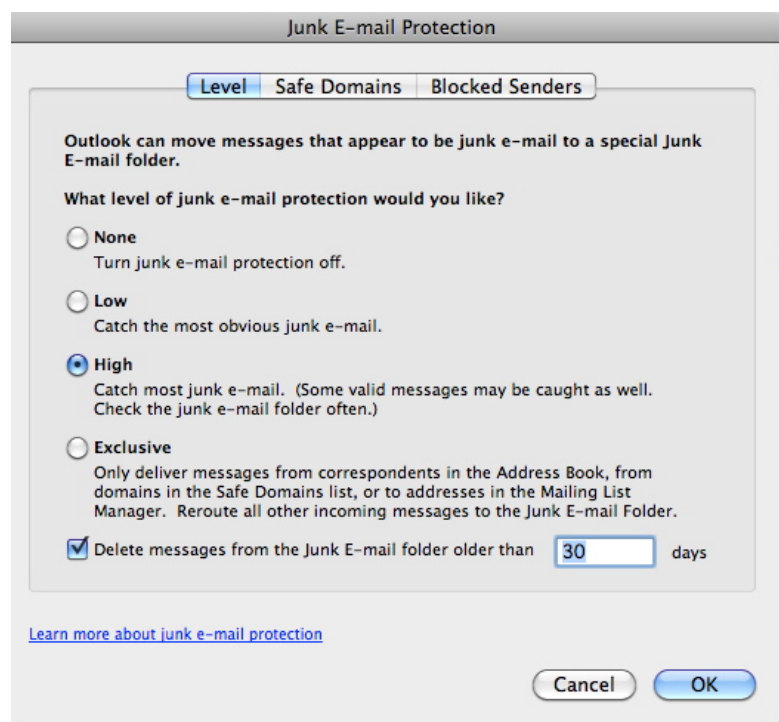 Junk E-mail Protection
Level Safe Domains Blocked Senders
Outlook can move messages that appear to be junk e-mail to a special Junk
E-mail folder.
What level of junk e-mail protection would you like?
None
Turn junk e-mail protection off.
Low
Catch the most obvious junk e-mail.
High
Catch most junk e-mail. (Some valid messages may be caught as well.
Check the junk e-mail folder often.)
Exclusive
Only deliver messages from correspondents in the Address Book, from
domains in the Safe Domains list, or to addresses in the Mailing List
Manager. Reroute all other incoming messages to the Junk E-mail Folder.
Delete messages from the Junk E-mail folder older than 30 days
Learn more about junk e-mail protection
Cancel OK